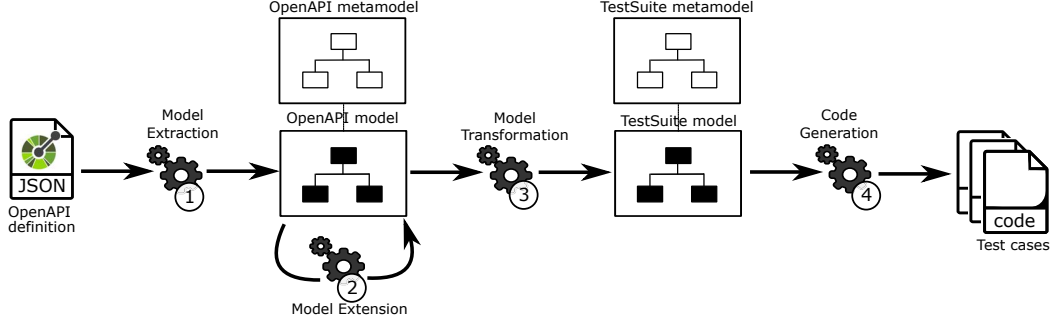 OpenAPI metamodel
TestSuite metamodel
Model
Extraction
OpenAPI model
Model
Transformation
TestSuite model
Code
Generation
JSON
1
3
4
code
OpenAPI
definition
Test cases
2
Model Extension